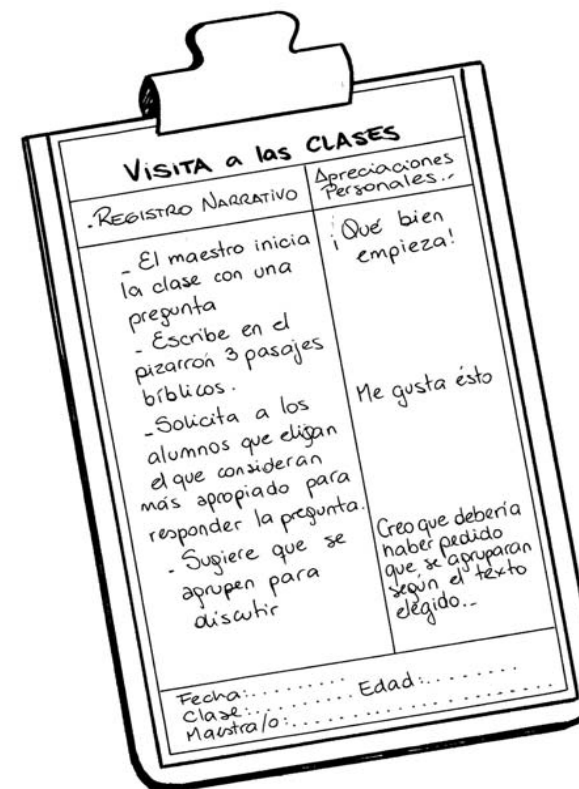 VISITA a las CLASES
- REGISTRO NARRATIVO
- El maestro inicia
la clase con una
pregunta
- Escribe en el
pizarrón 3 pasajes
bíblicos.
- Solicita a los
alumnos que elijan
el que consideran
más apropiado para
responder la pregunta.
- Sugiere que se
agrupen para
discutir
Apreciaciones
Personales.-
¡Qué bien
empieza!
Me gusta ésto
Creo que debería
haber pedido
que se agruparan
según el texto
elegido...
Fecha:......... Edad:.........
Clase:.........
Maestra/o:..............................